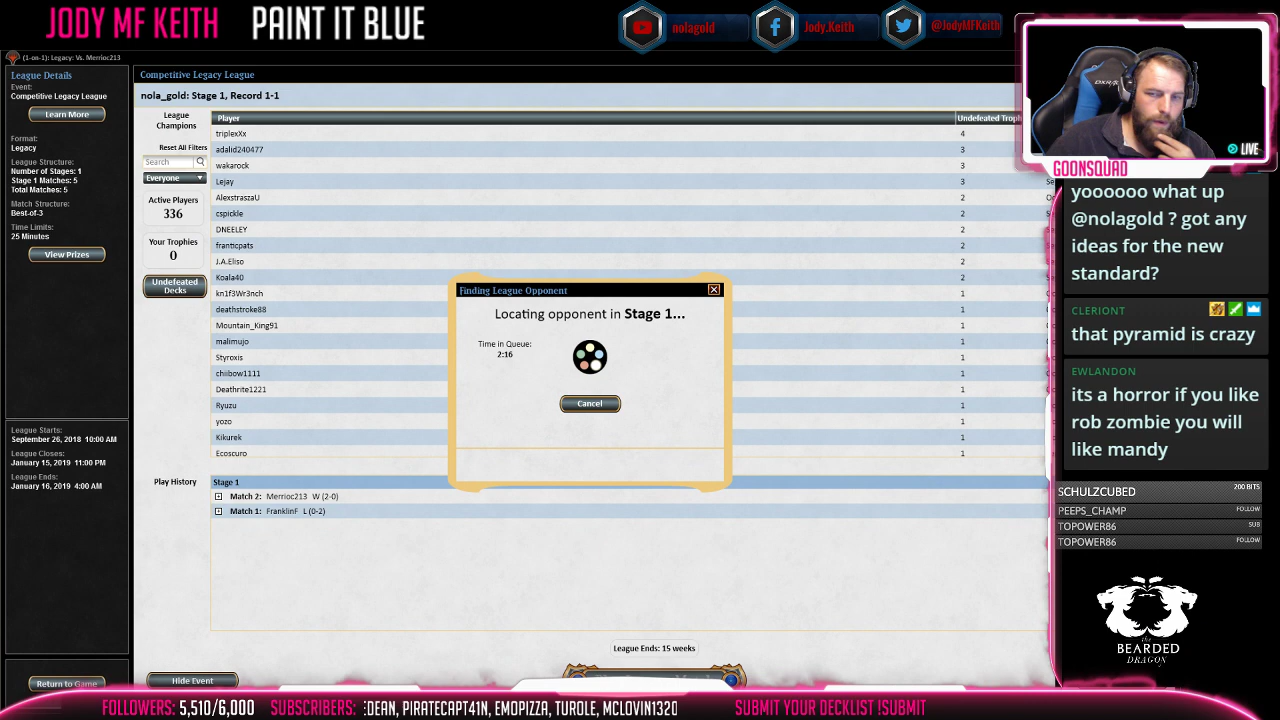 JODY MF KEITH PAINT IT BLUE
nolagold
Jody.Keith
@JodyMFKeith
(1-on-1): Legacy: Vs. Merrioc213
League Details
Event:
Competitive Legacy League
Learn More
Format:
Legacy
League Structure:
Number of Stages: 1
Stage 1 Matches: 5
Total Matches: 5
Match Structure:
Best-of-3
Time Limits:
25 Minutes
View Prizes
League Starts:
September 26, 2018 10:00 AM
League Closes:
January 15, 2019 11:00 PM
League Ends:
January 16, 2019 4:00 AM
Return to Game
Competitive Legacy League
nola_gold: Stage 1, Record 1-1
League
Champions
Reset All Filters
Search
Everyone
Active Players
336
Your Trophies
0
Undefeated
Decks
Player Undefeated Troph
triplexXx 4
adalid240477 3
wakarock 3
Lejay 3
AlexstraszaU 2
cspickle 2
DNEELEY 2
franticpats 2
J.A.Eliso 2
Koala40 2
kn1f3Wr3nch 1
deathstroke88 1
Mountain_King91 1
malimujo 1
Styroxis 1
chiibow1111 1
Deathrite1221 1
Ryuzu 1
yozo 1
Kikurek 1
Ecoscuro 1
Finding League Opponent
Locating opponent in Stage 1...
Time in Queue:
2:16
Cancel
Play History
Stage 1
Match 2: Merrioc213 W (2-0)
Match 1: FranklinF L (0-2)
League Ends: 15 weeks
Hide Event
DXRACER
LIVE
GOONSQUAD
yoooooo what up
@nolagold ? got any
ideas for the new
standard?
CLERIONT
that pyramid is crazy
EWLANDON
its a horror if you like
rob zombie you will
like mandy
SCHULZCUBED 200 BITS
PEEPS_CHAMP FOLLOW
TOPOWER86 SUB
TOPOWER86 FOLLOW
the
BEARDED
DRAGON
FOLLOWERS: 5,510/6,000 SUBSCRIBERS: :DEAN, PIRATECAPT41N, EMOPIZZA, TUROLE, MCLOVIN1320 SUBMIT YOUR DECKLIST !SUBMIT